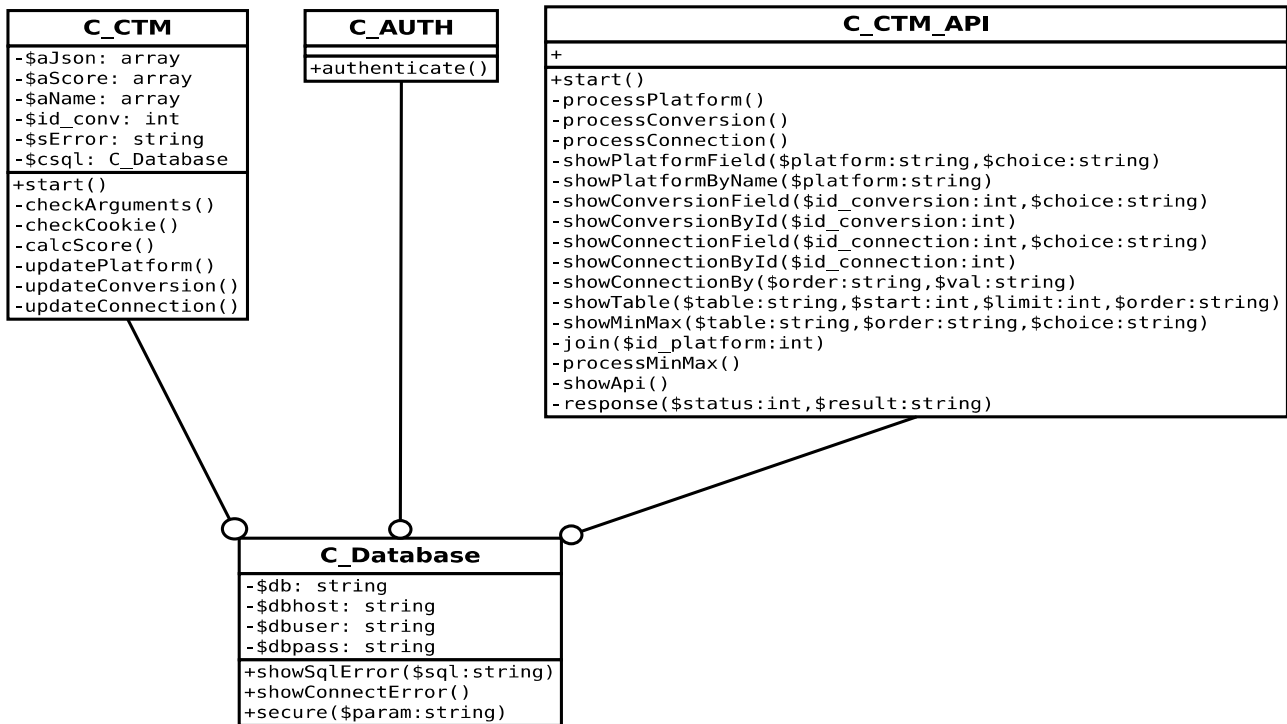 C_CTM
-$aJson: array
-$aScore: array
-$aName: array
-$id_conv: int
-$sError: string
-$csql: C_Database
+start()
-checkArguments()
-checkCookie()
-calcScore()
-updatePlatform()
-updateConversion()
-updateConnection()
C_AUTH
+authenticate()
C_CTM_API
+
+start()
-processPlatform()
-processConversion()
-processConnection()
-showPlatformField($platform:string,$choice:string)
-showPlatformByName($platform:string)
-showConversionField($id_conversion:int,$choice:string)
-showConversionById($id_conversion:int)
-showConnectionField($id_connection:int,$choice:string)
-showConnectionById($id_connection:int)
-showConnectionBy($order:string,$val:string)
-showTable($table:string,$start:int,$limit:int,$order:string)
-showMinMax($table:string,$order:string,$choice:string)
-join($id_platform:int)
-processMinMax()
-showApi()
-response($status:int,$result:string)
C_Database
-$db: string
-$dbhost: string
-$dbuser: string
-$dbpass: string
+showSqlError($sql:string)
+showConnectError()
+secure($param:string)